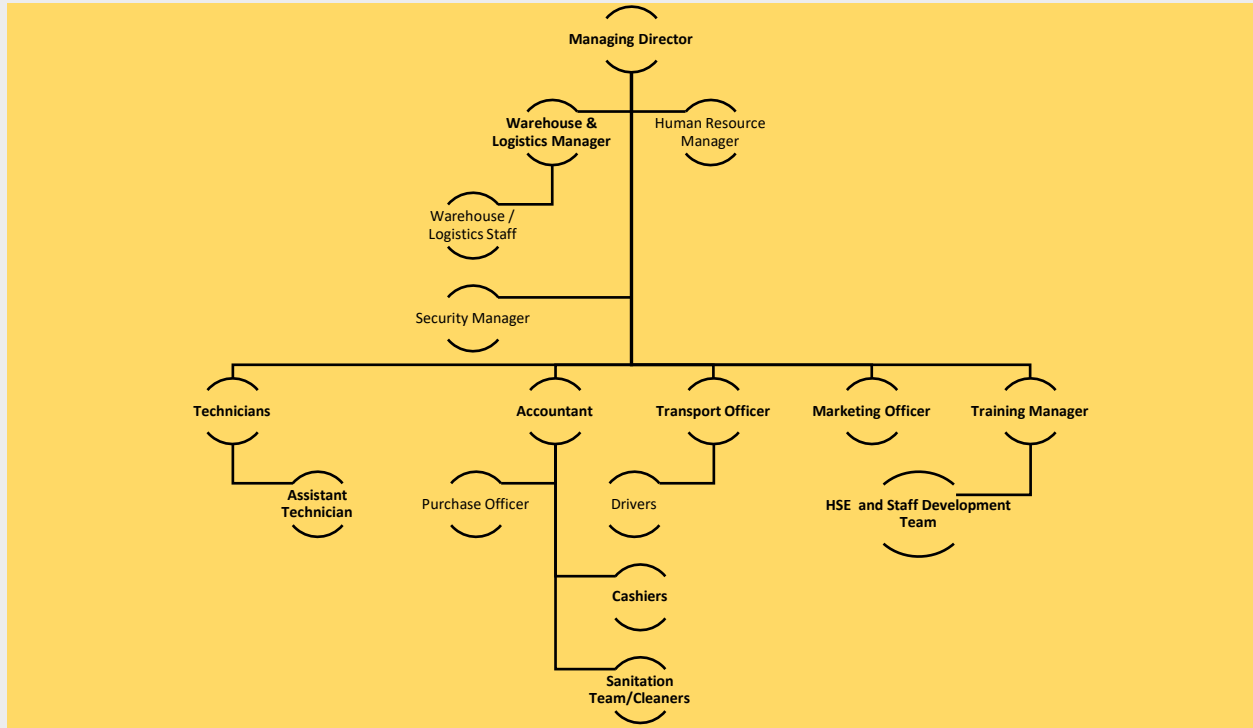 Managing Director
Warehouse &
Logistics Manager
Human Resource
Manager
Warehouse /
Logistics Staff
Security Manager
Technicians
Accountant
Transport Officer
Marketing Officer
Training Manager
Assistant
Technician
Purchase Officer
Drivers
HSE and Staff Development
Team
Cashiers
Sanitation
Team/Cleaners